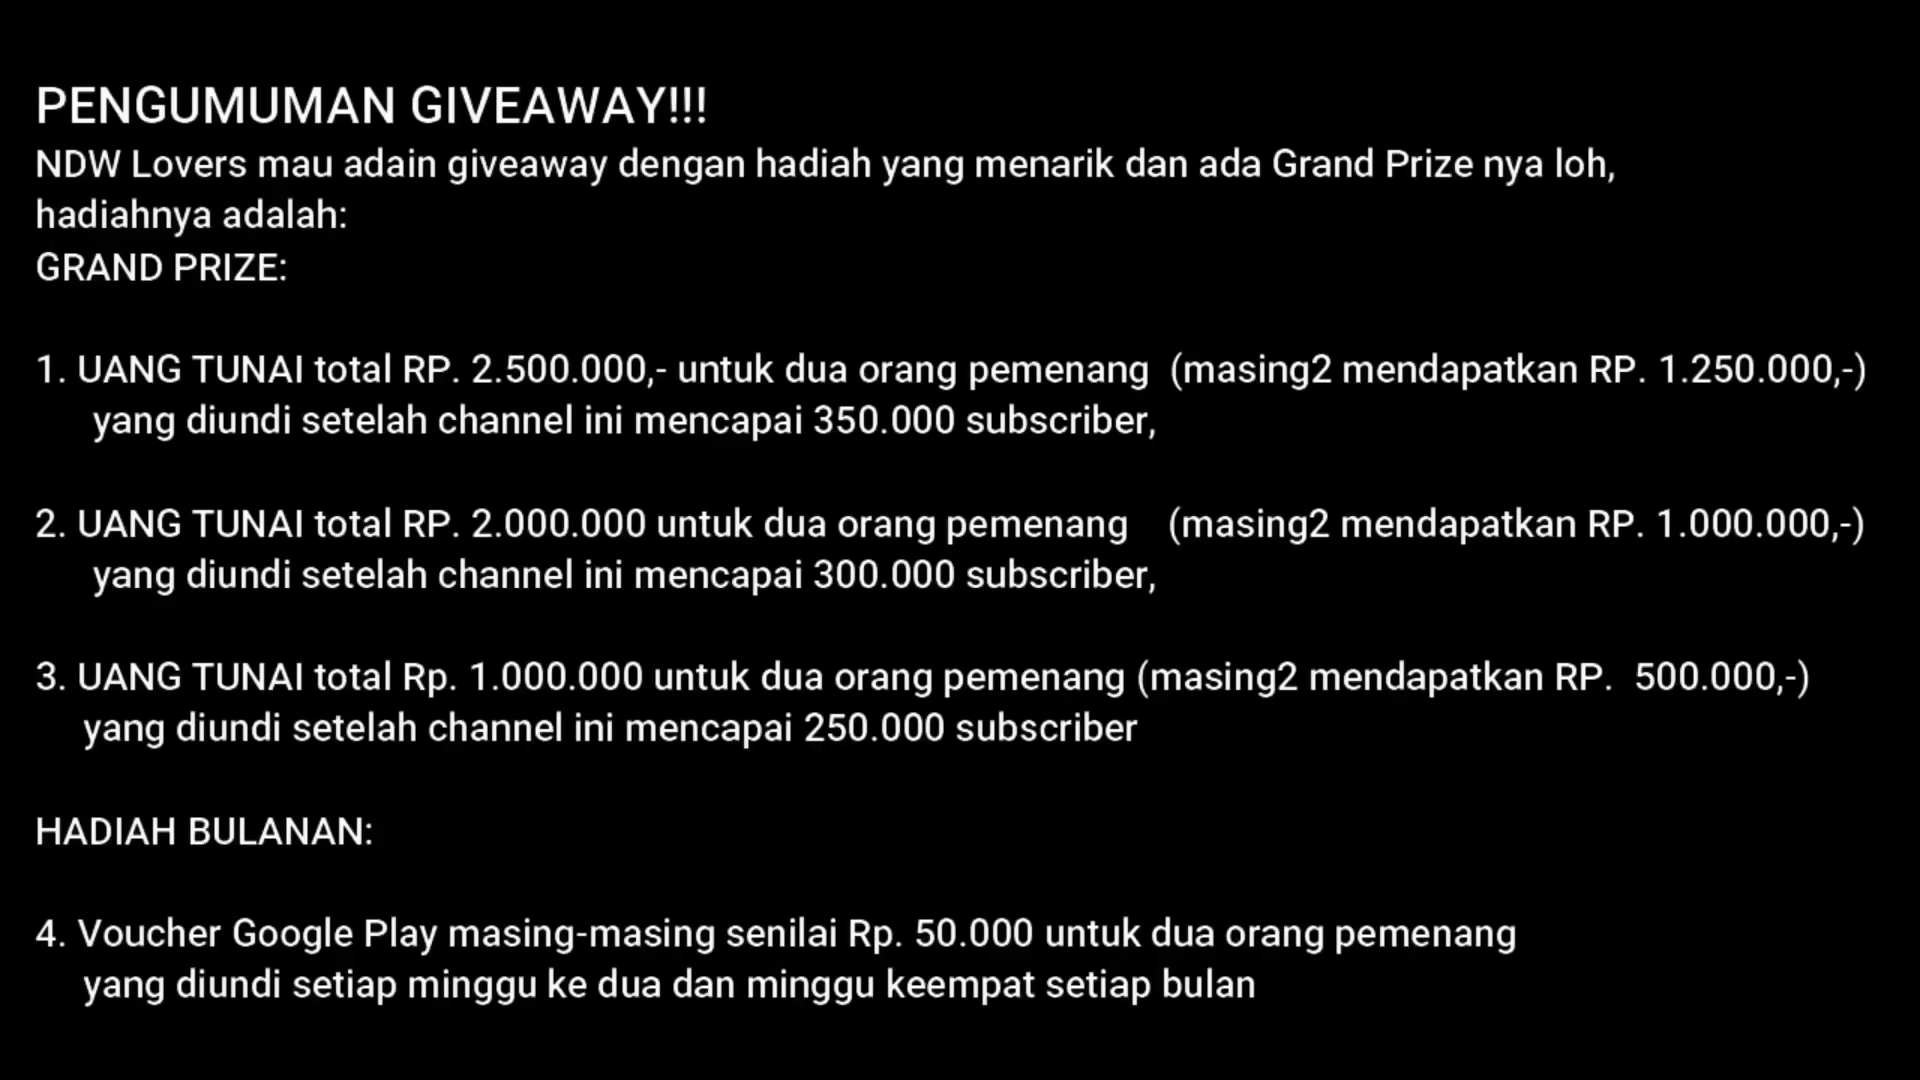 PENGUMUMAN GIVEAWAY!!!
NDW Lovers mau adain giveaway dengan hadiah yang menarik dan ada Grand Prize nya loh,
hadiahnya adalah:
GRAND PRIZE:
1. UANG TUNAI total RP. 2.500.000,- untuk dua orang pemenang (masing2 mendapatkan RP. 1.250.000,-)
yang diundi setelah channel ini mencapai 350.000 subscriber,
2. UANG TUNAI total RP. 2.000.000 untuk dua orang pemenang (masing2 mendapatkan RP. 1.000.000,-)
yang diundi setelah channel ini mencapai 300.000 subscriber,
3. UANG TUNAI total Rp. 1.000.000 untuk dua orang pemenang (masing2 mendapatkan RP. 500.000,-)
yang diundi setelah channel ini mencapai 250.000 subscriber
HADIAH BULANAN:
4. Voucher Google Play masing-masing senilai Rp. 50.000 untuk dua orang pemenang
yang diundi setiap minggu ke dua dan minggu keempat setiap bulan